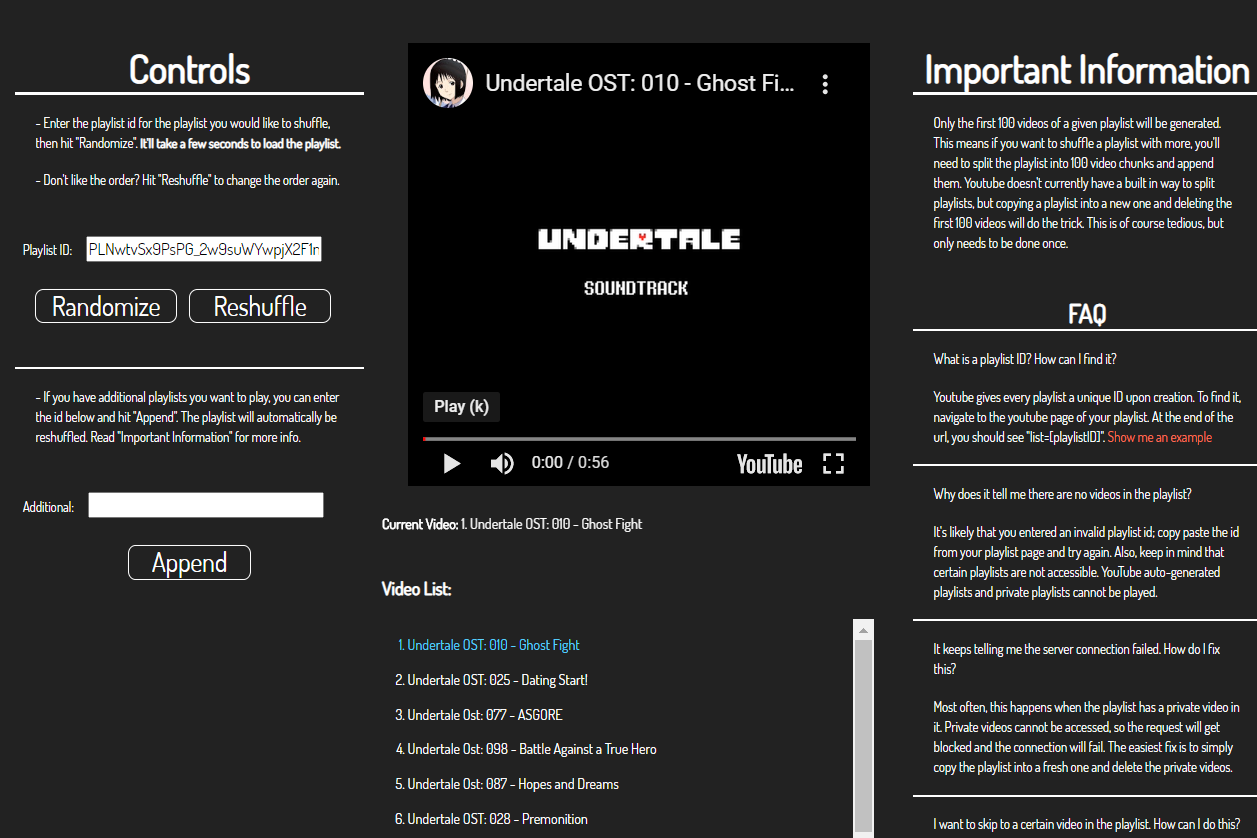 Controls
- Enter the playlist id for the playlist you would like to shuffle,
then hit "Randomize". It'll take a few seconds to load the playlist.
- Don't like the order? Hit "Reshuffle" to change the order again.
Playlist ID:
PLNwtvSx9PsPG_2w9suWYwpjX2F1r
Randomize
Reshuffle
- If you have additional playlists you want to play, you can enter
the id below and hit "Append". The playlist will automatically be
reshuffled. Read "Important Information" for more info.
Additional:
Append
Undertale OST: 010 - Ghost Fi...
UNDERTALE
SOUNDTRACK
Play (k)
0:00 / 0:56
YouTube
Current Video: 1. Undertale OST: 010 - Ghost Fight
Video List:
1. Undertale OST: 010 - Ghost Fight
2. Undertale OST: 025 - Dating Start!
3. Undertale Ost: 077 - ASGORE
4. Undertale Ost: 098 - Battle Against a True Hero
5. Undertale Ost: 087 - Hopes and Dreams
6. Undertale OST: 028 - Premonition
Important Information
Only the first 100 videos of a given playlist will be generated.
This means if you want to shuffle a playlist with more, you'll
need to split the playlist into 100 video chunks and append
them. Youtube doesn't currently have a built in way to split
playlists, but copying a playlist into a new one and deleting the
first 100 videos will do the trick. This is of course tedious, but
only needs to be done once.
FAQ
What is a playlist ID? How can I find it?
Youtube gives every playlist a unique ID upon creation. To find it,
navigate to the youtube page of your playlist. At the end of the
url, you should see "list=[playlistID]". Show me an example
Why does it tell me there are no videos in the playlist?
It's likely that you entered an invalid playlist id; copy paste the id
from your playlist page and try again. Also, keep in mind that
certain playlists are not accessible. YouTube auto-generated
playlists and private playlists cannot be played.
It keeps telling me the server connection failed. How do I fix
this?
Most often, this happens when the playlist has a private video in
it. Private videos cannot be accessed, so the request will get
blocked and the connection will fail. The easiest fix is to simply
copy the playlist into a fresh one and delete the private videos.
I want to skip to a certain video in the playlist. How can I do this?